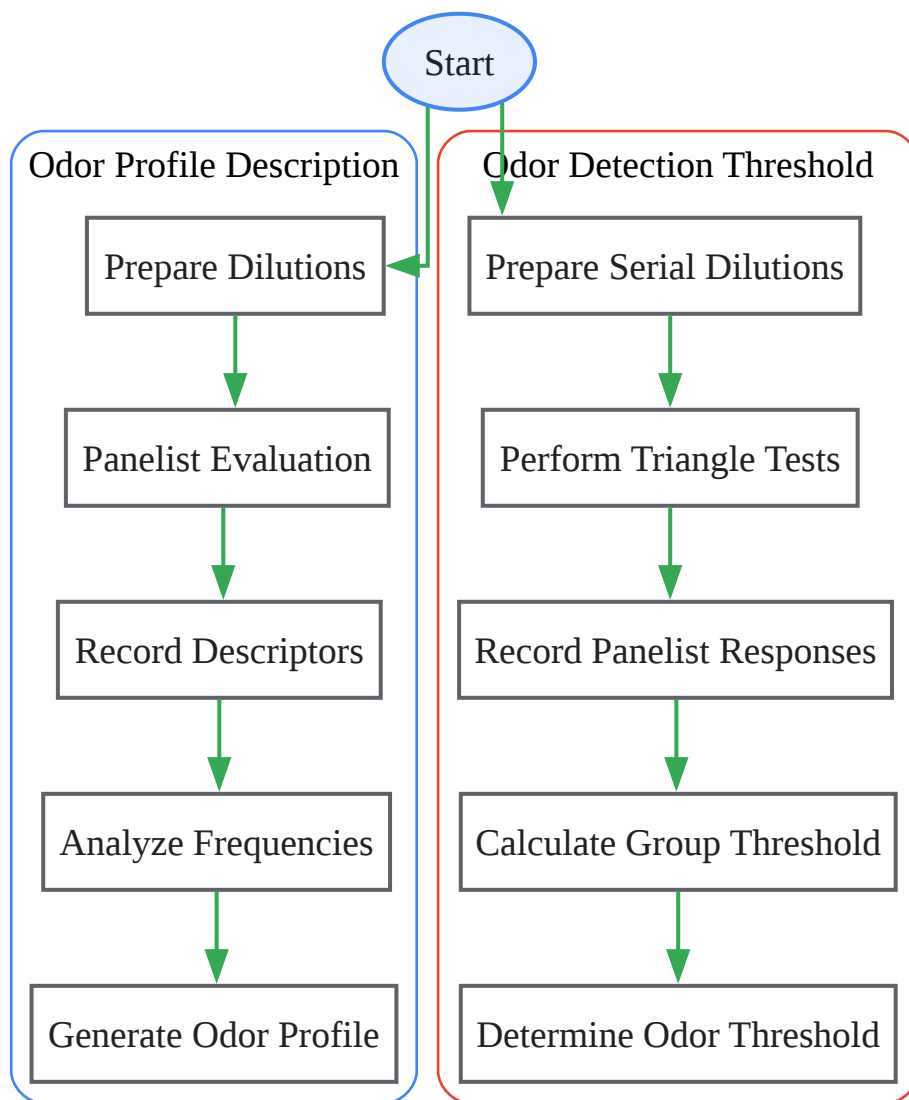 Start
Odor Profile Description
Prepare Dilutions
Panelist Evaluation
Record Descriptors
Analyze Frequencies
Generate Odor Profile
Odor Detection Threshold
Prepare Serial Dilutions
Perform Triangle Tests
Record Panelist Responses
Calculate Group Threshold
Determine Odor Threshold